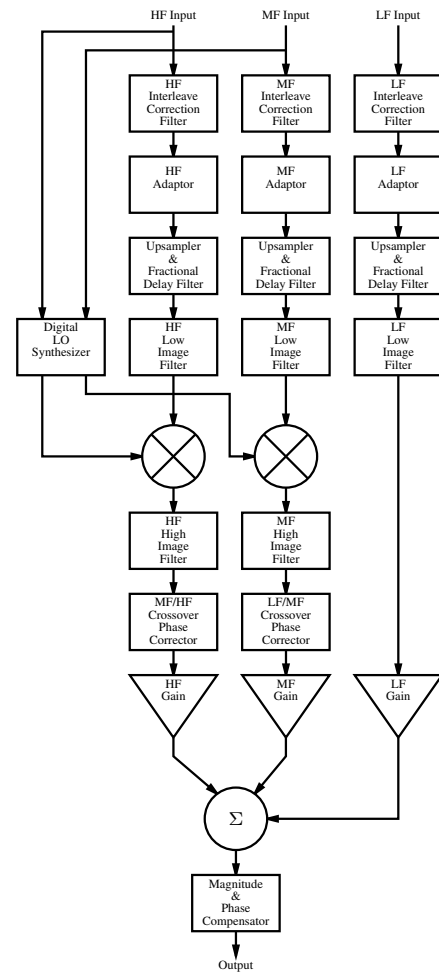 HF Input
MF Input
LF Input
HF
Interleave
Correction
Filter
MF
Interleave
Correction
Filter
LF
Interleave
Correction
Filter
HF
Adaptor
MF
Adaptor
LF
Adaptor
Upsampler
&
Fractional
Delay Filter
Upsampler
&
Fractional
Delay Filter
Upsampler
&
Fractional
Delay Filter
Digital
LO
Synthesizer
HF
Low
Image
Filter
MF
Low
Image
Filter
LF
Low
Image
Filter
HF
High
Image
Filter
MF
High
Image
Filter
MF/HF
Crossover
Phase
Corrector
LF/MF
Crossover
Phase
Corrector
HF
Gain
MF
Gain
LF
Gain
Σ
Magnitude
&
Phase
Compensator
Output